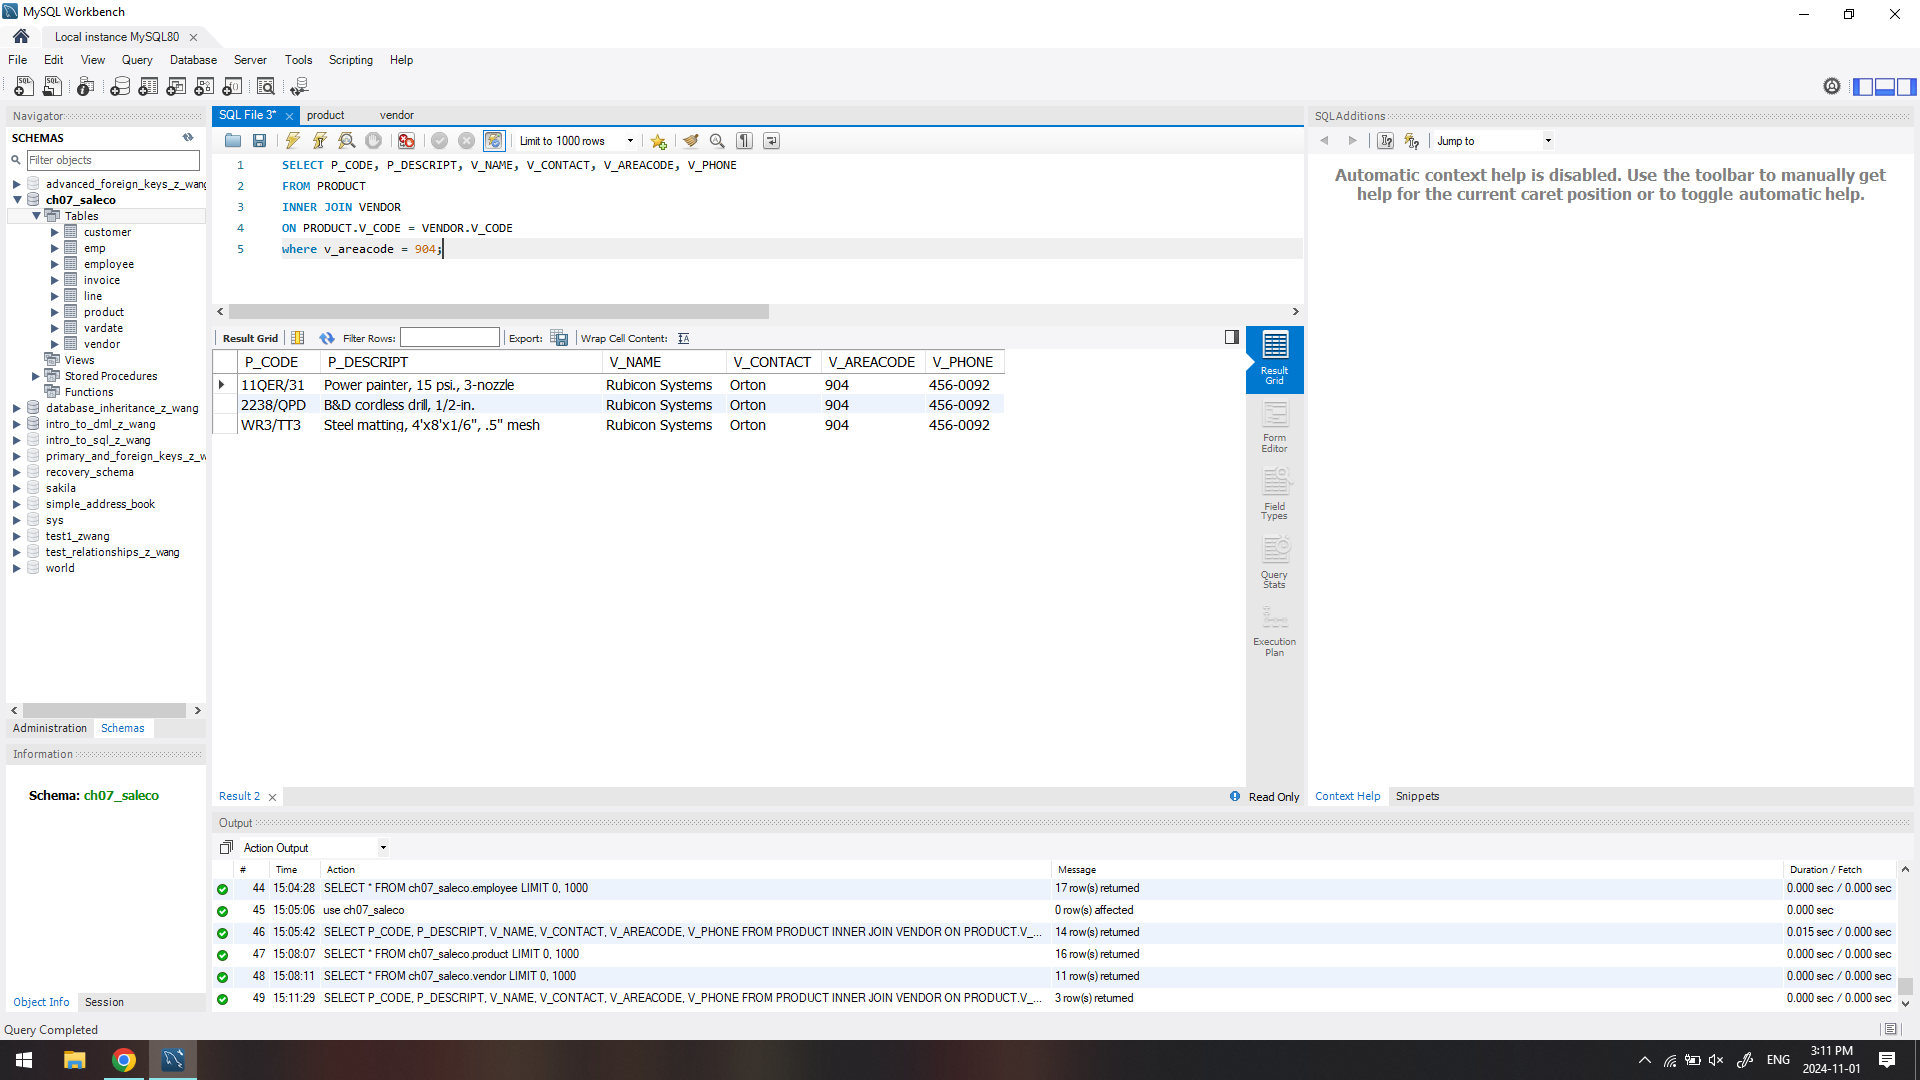 MySQL Workbench
Local instance MySQL80
File Edit View Query Database Server Tools Scripting Help
Navigator
SCHEMAS
Filter objects
advanced_foreign_keys_z_wang
ch07_saleco
Tables
customer
emp
employee
invoice
line
product
vardate
vendor
Views
Stored Procedures
Functions
database_inheritance_z_wang
intro_to_dml_z_wang
intro_to_sql_z_wang
primary_and_foreign_keys_z_w
recovery_schema
sakila
simple_address_book
sys
test1_zwang
test_relationships_z_wang
world
Administration Schemas
Information
Schema: ch07_saleco
Object Info Session
SQL File 3* product vendor
Limit to 1000 rows
1 SELECT P_CODE, P_DESCRIPT, V_NAME, V_CONTACT, V_AREACODE, V_PHONE
2 FROM PRODUCT
3 INNER JOIN VENDOR
4 ON PRODUCT.V_CODE = VENDOR.V_CODE
5 where v_areacode = 904;
Result Grid Filter Rows: Export: Wrap Cell Content:
P_CODE P_DESCRIPT V_NAME V_CONTACT V_AREACODE V_PHONE
11QER/31 Power painter, 15 psi., 3-nozzle Rubicon Systems Orton 904 456-0092
2238/QPD B&D cordless drill, 1/2-in. Rubicon Systems Orton 904 456-0092
WR3/TT3 Steel matting, 4'x8'x1/6", .5" mesh Rubicon Systems Orton 904 456-0092
Result
Grid
Form
Editor
Field
Types
Query
Stats
Execution
Plan
Result 2 Read Only
SQLAdditions
Jump to
Automatic context help is disabled. Use the toolbar to manually get
help for the current caret position or to toggle automatic help.
Context Help Snippets
Output
Action Output
# Time Action Message Duration / Fetch
44 15:04:28 SELECT * FROM ch07_saleco.employee LIMIT 0, 1000 17 row(s) returned 0.000 sec / 0.000 sec
45 15:05:06 use ch07_saleco 0 row(s) affected 0.000 sec
46 15:05:42 SELECT P_CODE, P_DESCRIPT, V_NAME, V_CONTACT, V_AREACODE, V_PHONE FROM PRODUCT INNER JOIN VENDOR ON PRODUCT.V_... 14 row(s) returned 0.015 sec / 0.000 sec
47 15:08:07 SELECT * FROM ch07_saleco.product LIMIT 0, 1000 16 row(s) returned 0.000 sec / 0.000 sec
48 15:08:11 SELECT * FROM ch07_saleco.vendor LIMIT 0, 1000 11 row(s) returned 0.000 sec / 0.000 sec
49 15:11:29 SELECT P_CODE, P_DESCRIPT, V_NAME, V_CONTACT, V_AREACODE, V_PHONE FROM PRODUCT INNER JOIN VENDOR ON PRODUCT.V_... 3 row(s) returned 0.000 sec / 0.000 sec
Query Completed
ENG
3:11 PM
2024-11-01